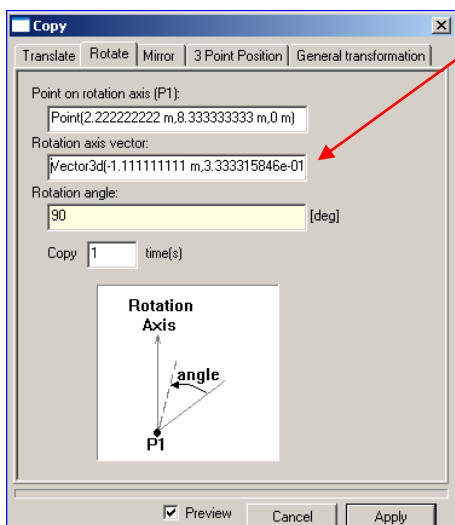 Copy
Translate Rotate Mirror 3 Point Position General transformation
Point on rotation axis (P1):
Point(2.222222222 m,8.333333333 m,0 m)
Rotation axis vector:
Vector3d(-1.111111111 m,3.333315846e-01
Rotation angle:
90 [deg]
Copy 1 time(s)
Rotation
Axis
angle
P1
Preview Cancel Apply